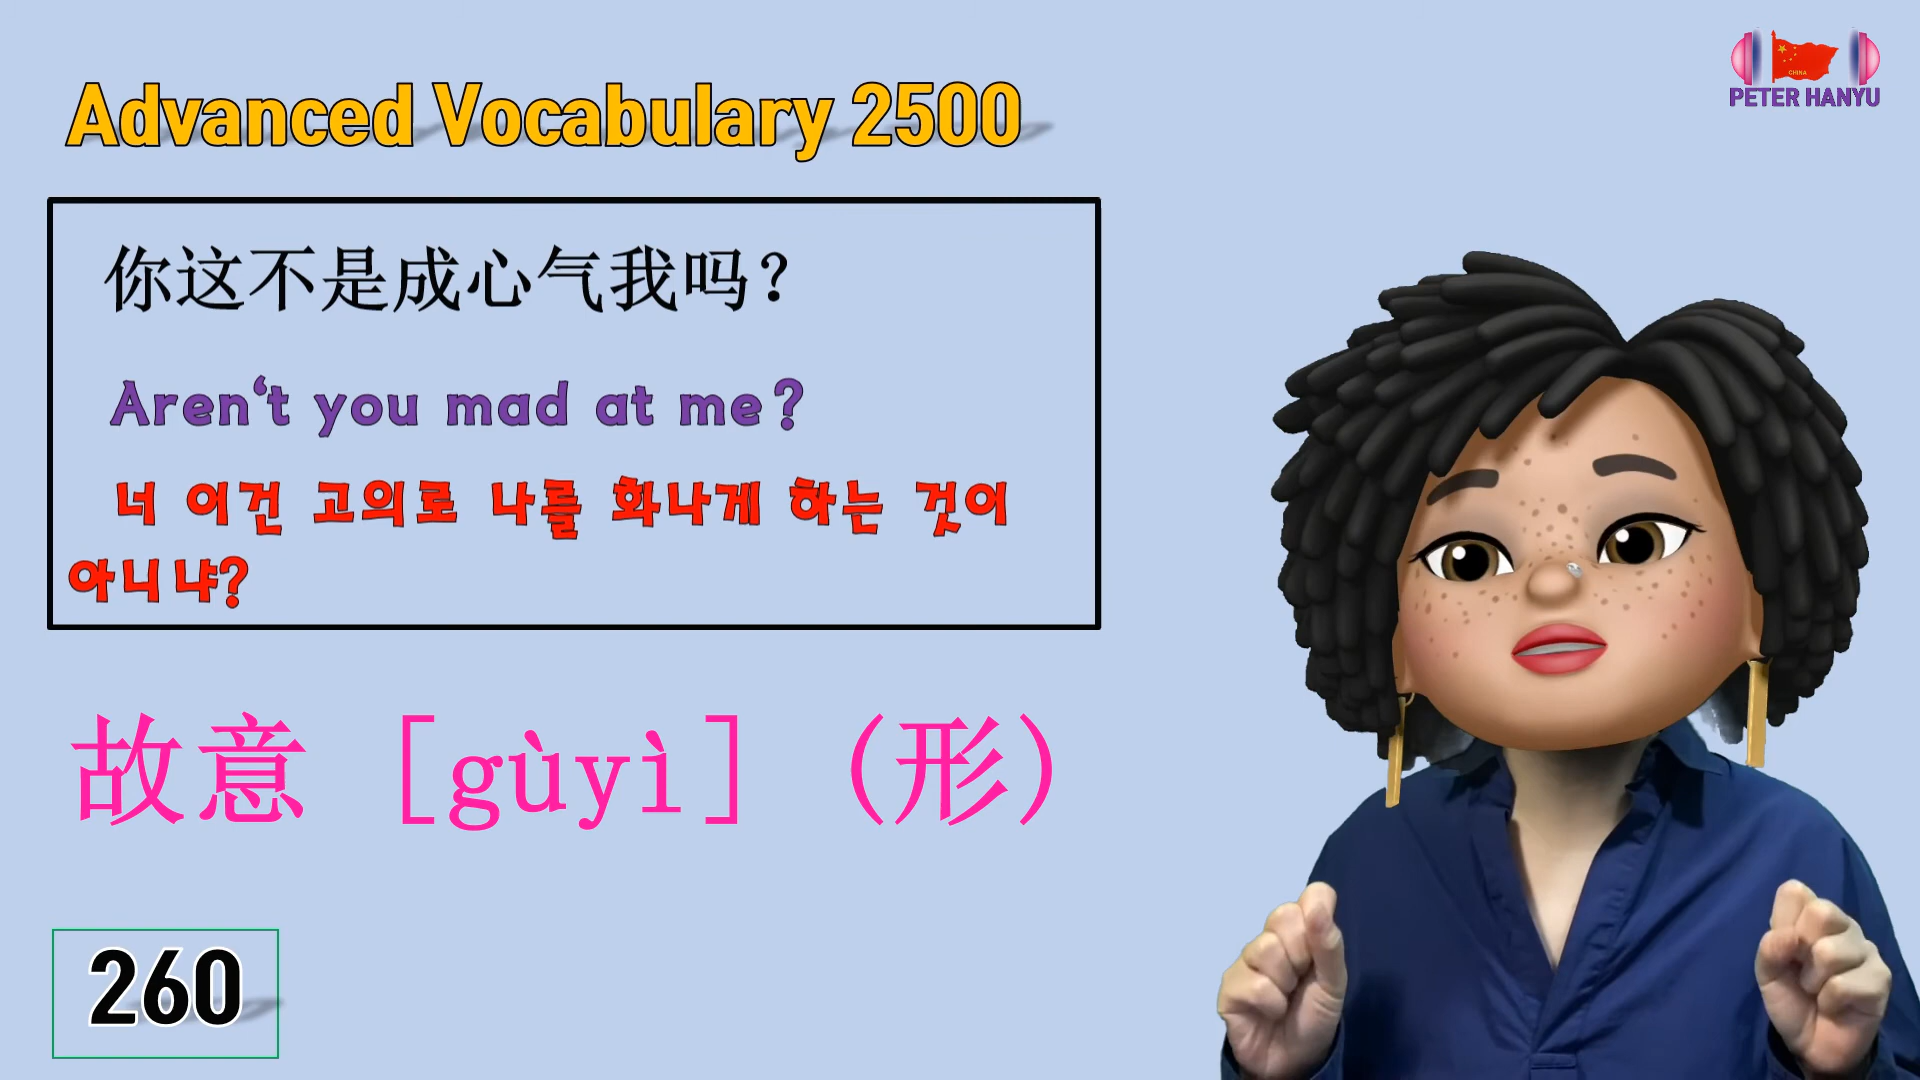 CHINA
PETER HANYU
Advanced Vocabulary 2500
你这不是成心气我吗？
Aren‘t you mad at me?
너 이건 고의로 나를 화나게 하는 것이
아니냐?
故意 [gùyì] (形)
260